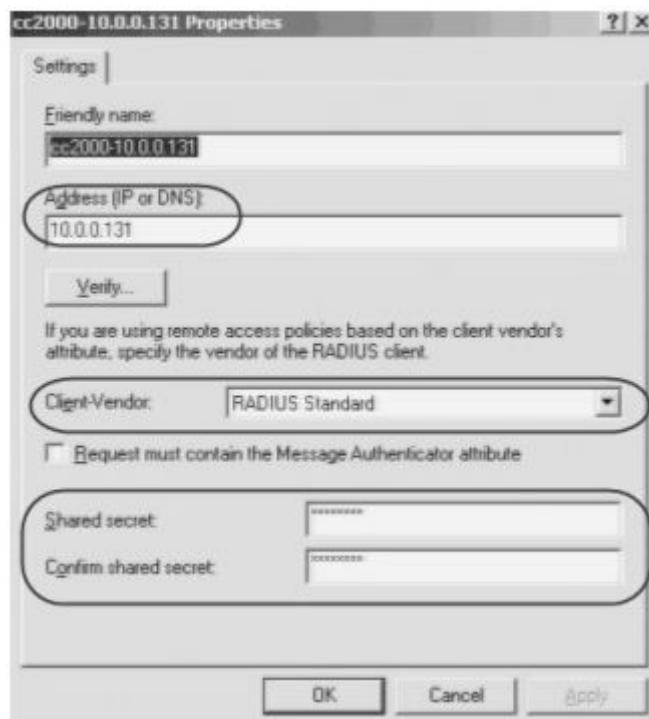 cc2000-10.0.0.131 Properties
Settings
Friendly name:
cc2000-10.0.0.131
Address (IP or DNS):
10.0.0.131
Verify...
If you are using remote access policies based on the client vendor's
attribute, specify the vendor of the RADIUS client.
Client-Vendor: RADIUS Standard
Request must contain the Message Authenticator attribute
Shared secret: ********
Confirm shared secret: ********
OK Cancel Apply